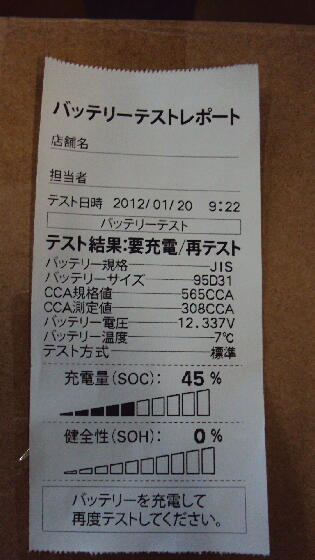 バッテリーテストレポート
店舗名
担当者
テスト日時 2012/01/20 9:22
バッテリーテスト
テスト結果:要充電/再テスト
バッテリー規格 JIS
バッテリーサイズ 95D31
CCA規格値 565CCA
CCA測定値 308CCA
バッテリー電圧 12.337V
バッテリー温度 7℃
テスト方式 標準
充電量(SOC): 45 %
健全性(SOH): 0 %
バッテリーを充電して
再度テストしてください。